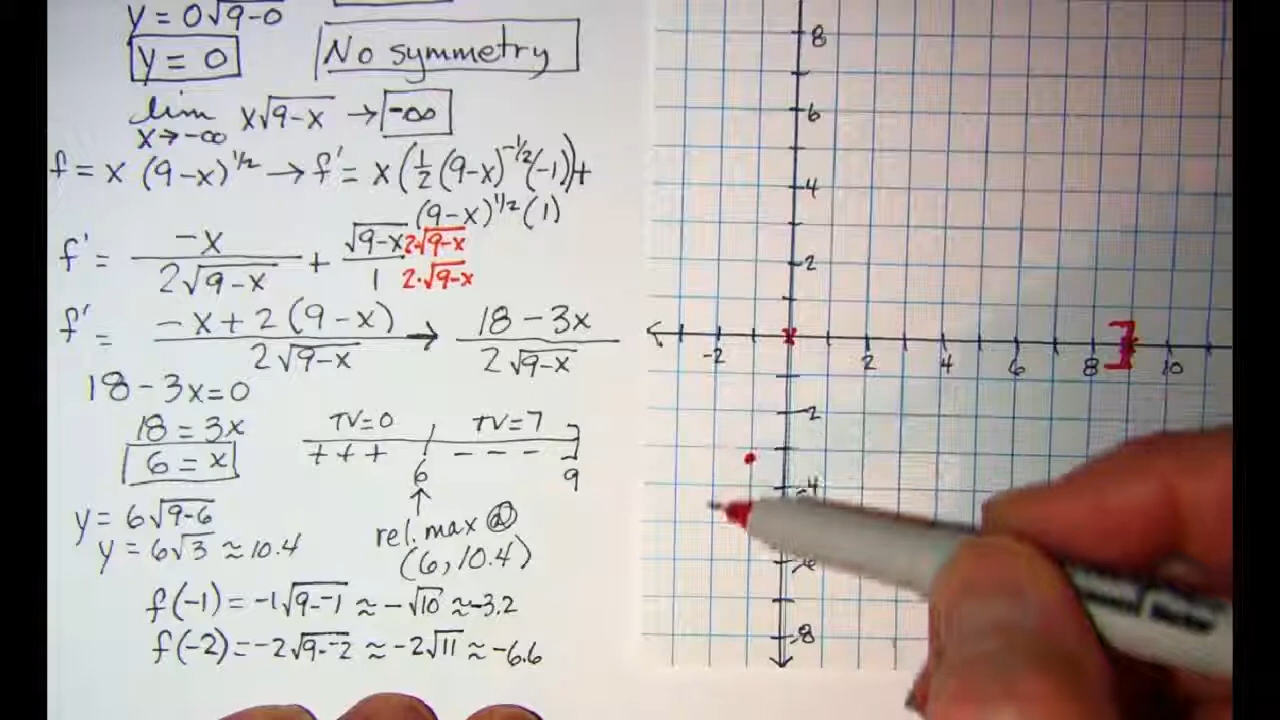 y = 0√9-0
y = 0
No symmetry
lim x√9-x → -∞
x→-∞
f = x (9-x)^1/2 → f' = x (1/2 (9-x)^-1/2 (-1)) +
(9-x)^1/2 (1)
f' = -x / 2√9-x + √9-x / 1 2√9-x / 2·√9-x
f' = -x+2(9-x) / 2√9-x → 18-3x / 2√9-x
18-3x=0
18 = 3x
6 = x
TV=0 TV=7
+ + + - - -
6 9
y = 6√9-6
y = 6√3 ≈ 10.4
rel. max @
(6, 10.4)
f(-1) = -1√9--1 ≈ -√10 ≈ -3.2
f(-2) = -2√9--2 ≈ -2√11 ≈ -6.6
8
6
4
2
-2 2 4 6 8 10
-2
-4
-6
-8